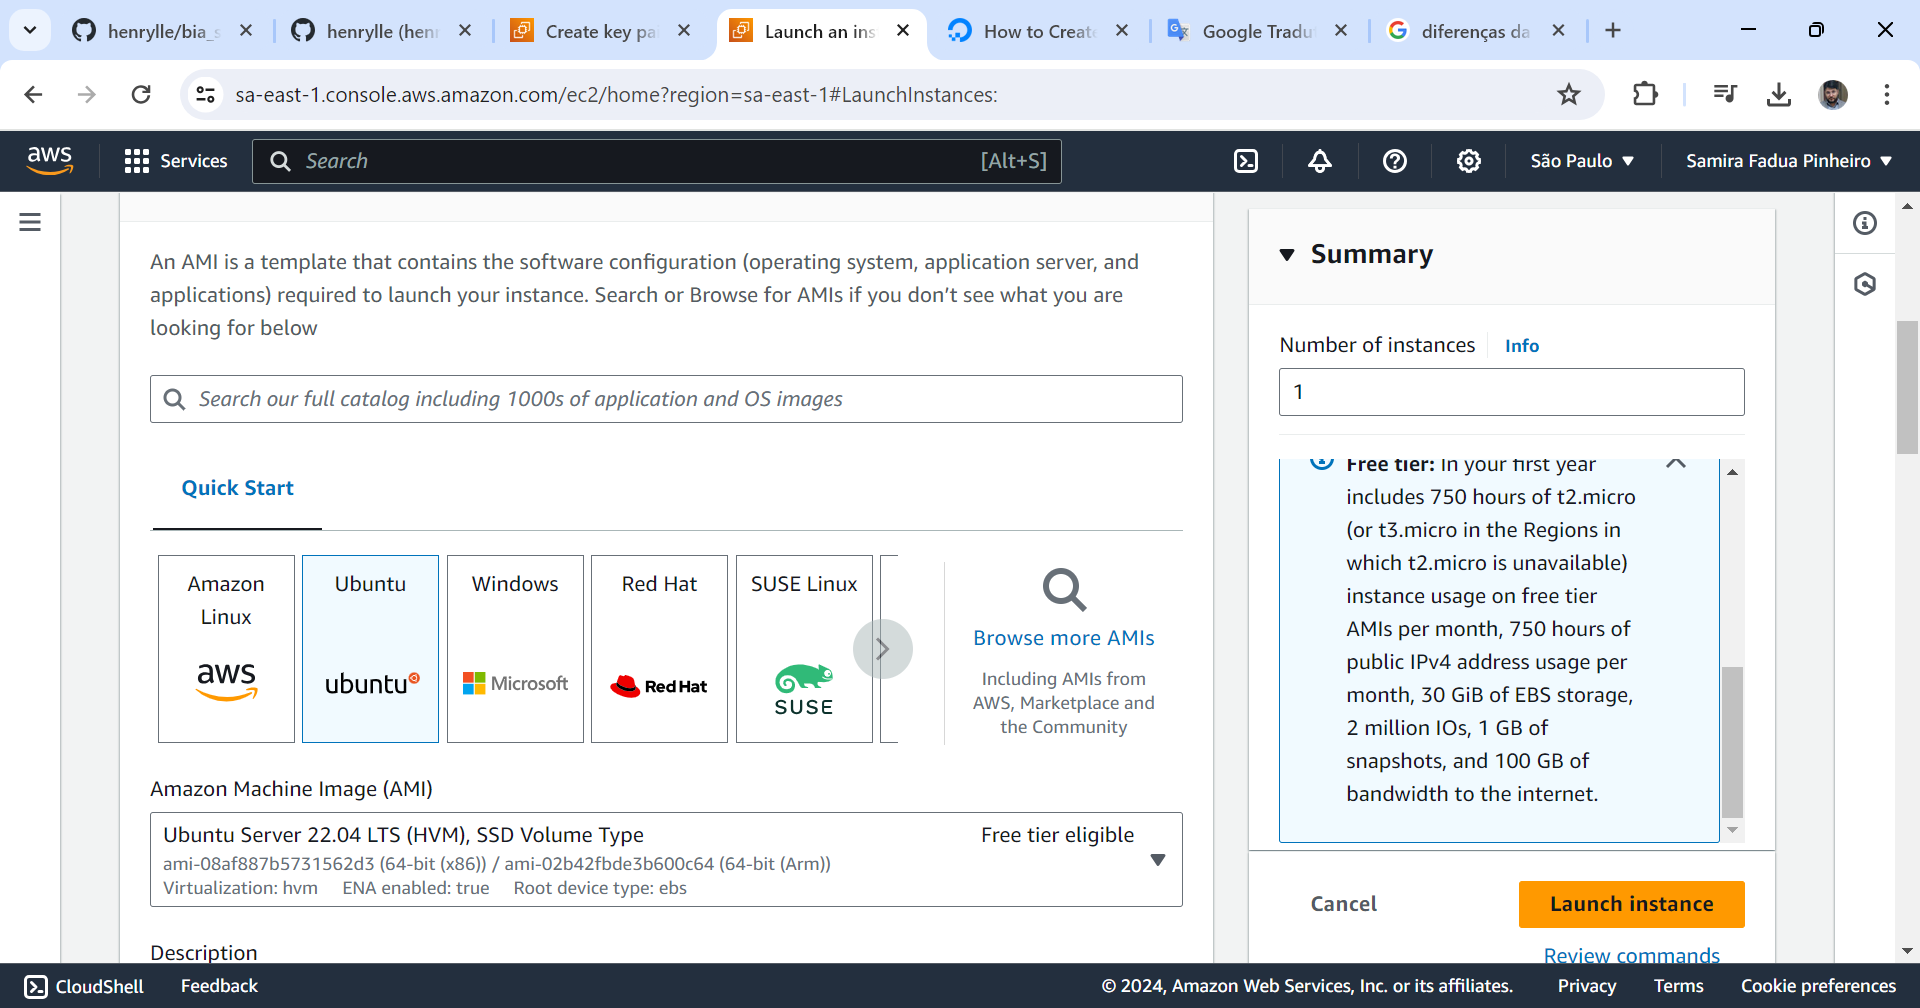 henrylle/bia_s
henrylle (henr
Create key pai
Launch an ins
How to Create
Google Tradut
diferenças da
sa-east-1.console.aws.amazon.com/ec2/home?region=sa-east-1#LaunchInstances:
aws
Services
Search
[Alt+S]
São Paulo
Samira Fadua Pinheiro
An AMI is a template that contains the software configuration (operating system, application server, and
applications) required to launch your instance. Search or Browse for AMIs if you don’t see what you are
looking for below
Search our full catalog including 1000s of application and OS images
Quick Start
Amazon
Linux
aws
Ubuntu
ubuntu
Windows
Microsoft
Red Hat
Red Hat
SUSE Linux
SUSE
Browse more AMIs
Including AMIs from
AWS, Marketplace and
the Community
Amazon Machine Image (AMI)
Ubuntu Server 22.04 LTS (HVM), SSD Volume Type
Free tier eligible
ami-08af887b5731562d3 (64-bit (x86)) / ami-02b42fbde3b600c64 (64-bit (Arm))
Virtualization: hvm ENA enabled: true Root device type: ebs
Description
Summary
Number of instances
Info
1
Free tier: In your first year
includes 750 hours of t2.micro
(or t3.micro in the Regions in
which t2.micro is unavailable)
instance usage on free tier
AMIs per month, 750 hours of
public IPv4 address usage per
month, 30 GiB of EBS storage,
2 million IOs, 1 GB of
snapshots, and 100 GB of
bandwidth to the internet.
Cancel
Launch instance
Review commands
CloudShell
Feedback
© 2024, Amazon Web Services, Inc. or its affiliates.
Privacy
Terms
Cookie preferences